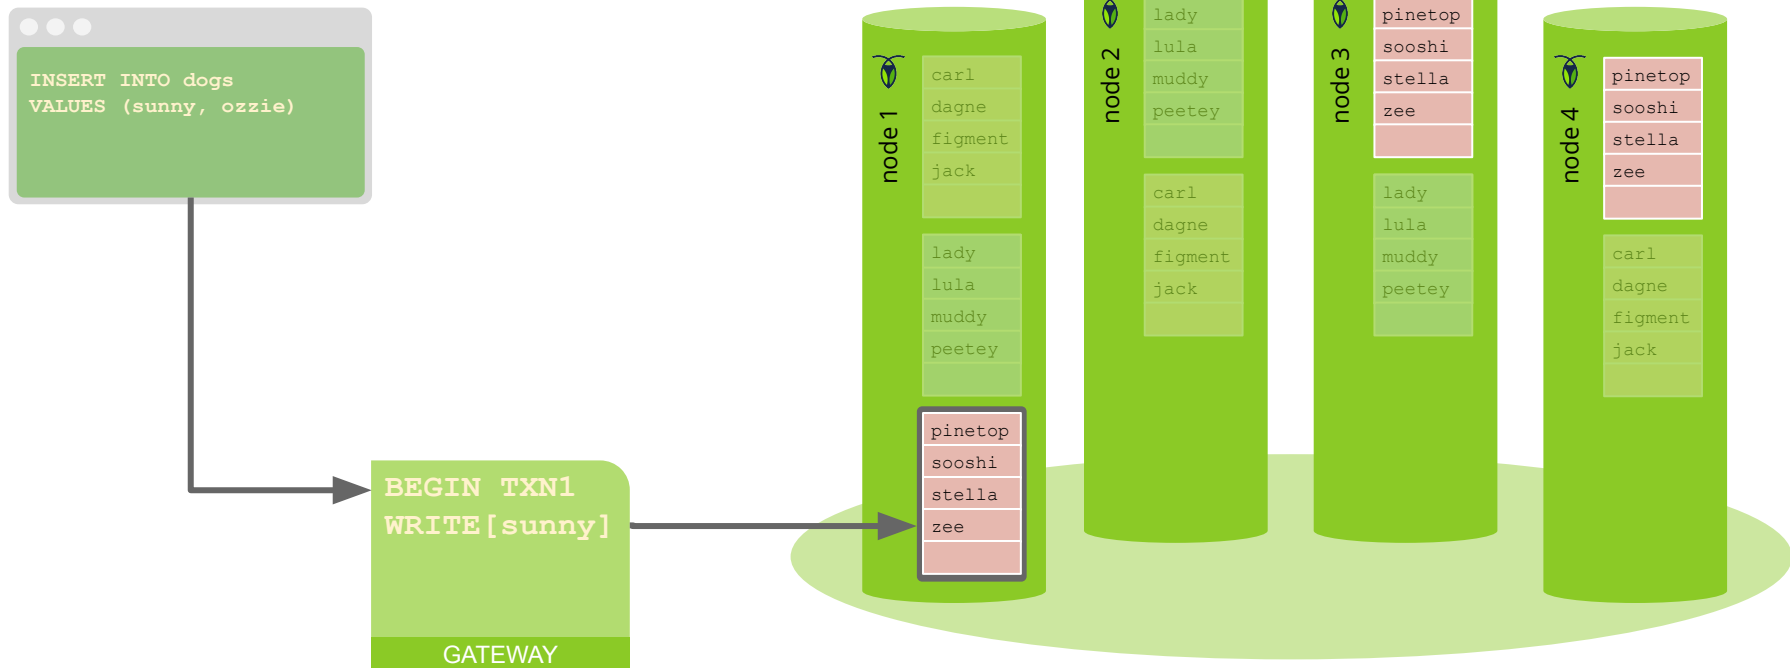 INSERT INTO dogs
VALUES (sunny, ozzie)
BEGIN TXN1
WRITE[sunny]
GATEWAY
node 1
carl
dagne
figment
jack
lady
lula
muddy
peetey
pinetop
sooshi
stella
zee
node 2
lady
lula
muddy
peetey
carl
dagne
figment
jack
node 3
pinetop
sooshi
stella
zee
lady
lula
muddy
peetey
node 4
pinetop
sooshi
stella
zee
carl
dagne
figment
jack